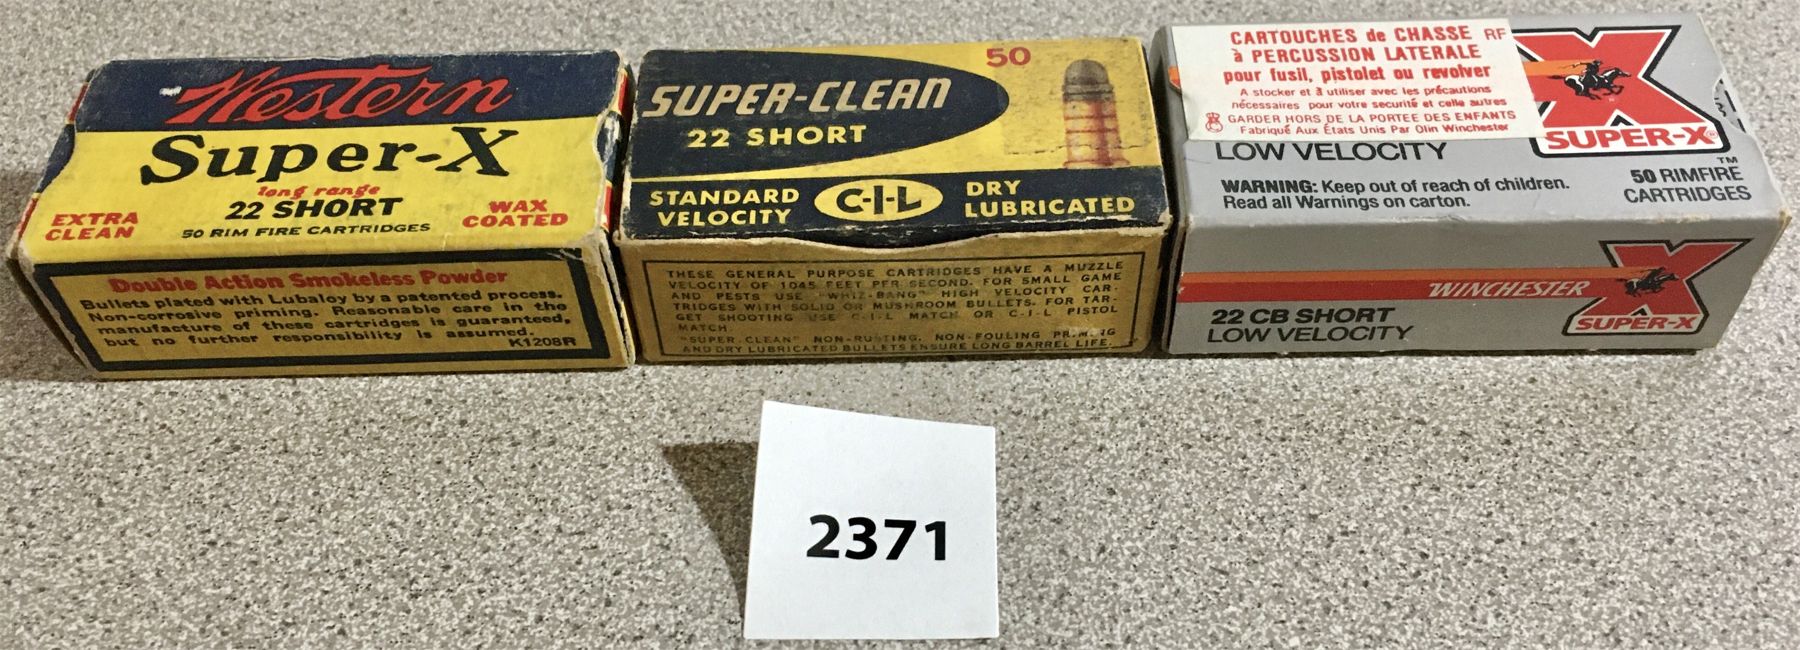 Western
Super-X
long range
22 SHORT
50 RIM FIRE CARTRIDGES
EXTRA
CLEAN
WAX
COATED
Double Action Smokeless Powder
Bullets plated with Lubaloy by a patented process.
Non-corrosive priming. Reasonable care in the
manufacture of these cartridges is guaranteed,
but no further responsibility is assumed.
K1208R
50
SUPER-CLEAN
22 SHORT
STANDARD
VELOCITY
C-I-L
DRY
LUBRICATED
THESE GENERAL PURPOSE CARTRIDGES HAVE A MUZZLE
VELOCITY OF 1045 FEET PER SECOND. FOR SMALL GAME
AND PESTS USE "WHIZ-BANG" HIGH VELOCITY CAR-
TRIDGES WITH SOLID OR MUSHROOM BULLETS. FOR TAR-
GET SHOOTING USE C-I-L MATCH OR C-I-L PISTOL
MATCH.
"SUPER-CLEAN" NON-RUSTING, NON-FOULING PRIMING
AND DRY LUBRICATED BULLETS ENSURE LONG BARREL LIFE.
CARTOUCHES de CHASSE RF
à PERCUSSION LATERALE
pour fusil, pistolet ou revolver
A stocker et à utiliser avec les précautions
nécessaires pour votre securité et celle autres
GARDER HORS DE LA PORTEE DES ENFANTS
Fabriqué Aux États Unis Par Olin Winchester
X
SUPER-X®
LOW VELOCITY
WARNING: Keep out of reach of children.
Read all Warnings on carton.
50 RIMFIRE™
CARTRIDGES
WINCHESTER
X
SUPER-X
22 CB SHORT
LOW VELOCITY
2371